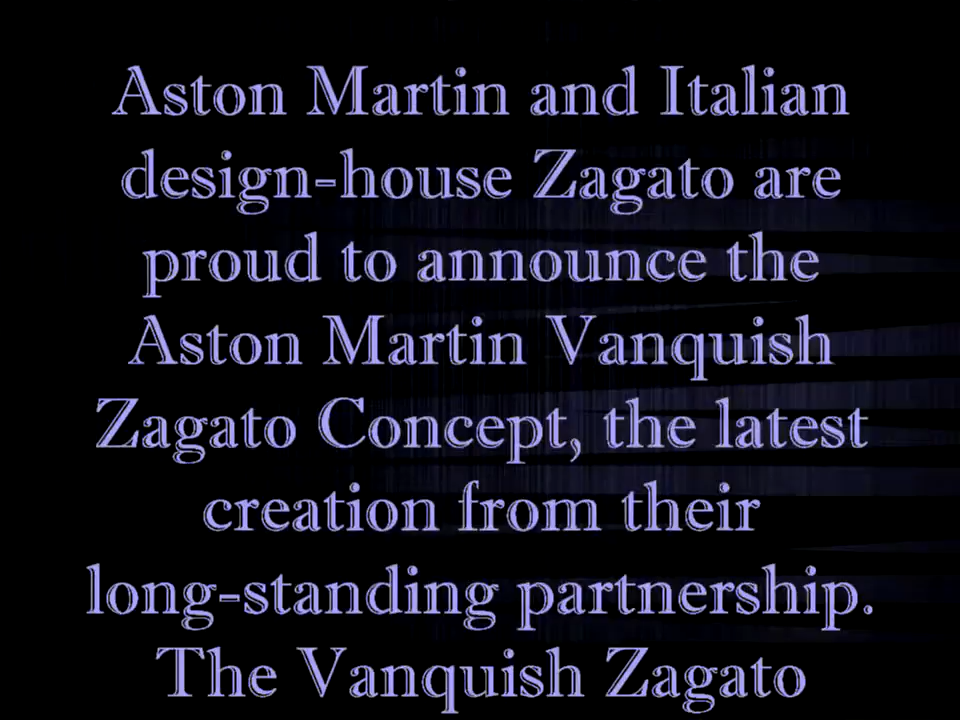 Aston Martin and Italian
design-house Zagato are
proud to announce the
Aston Martin Vanquish
Zagato Concept, the latest
creation from their
long-standing partnership.
The Vanquish Zagato